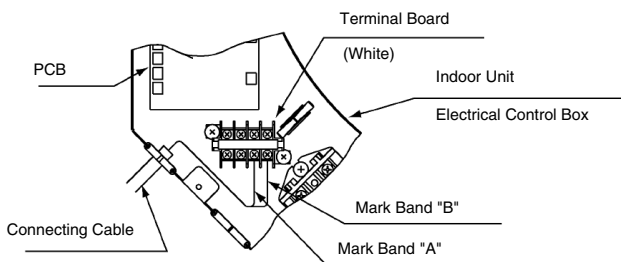 Terminal Board
(White)
PCB
Indoor Unit
Electrical Control Box
Mark Band "B"
Connecting Cable
Mark Band "A"